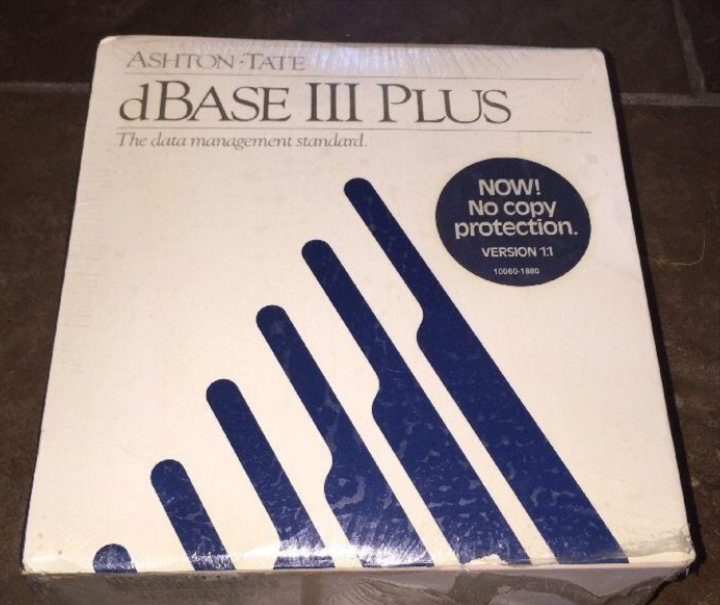 ASHTON·TATE
dBASE III PLUS
The data management standard.
NOW!
No copy
protection.
VERSION 1.1
10060-1880